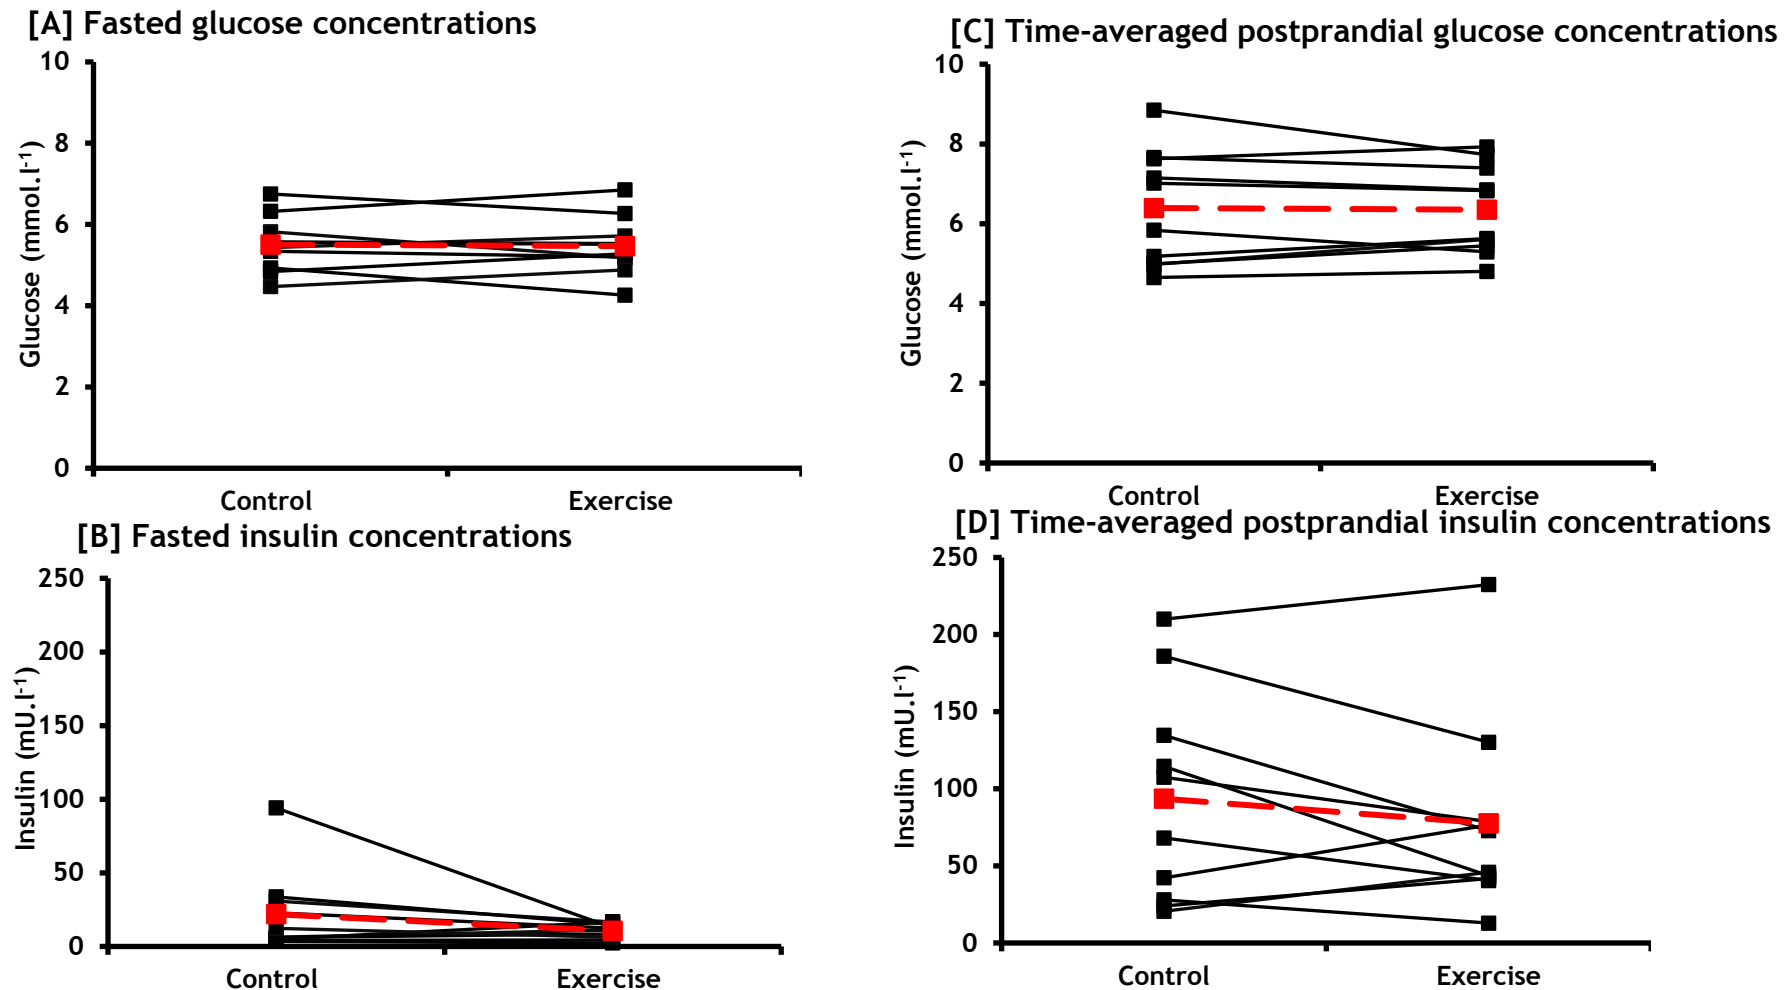 [A] Fasted glucose concentrations
10
8
6
4
2
0
Glucose (mmol.l-1)
Control Exercise
[C] Time-averaged postprandial glucose concentrations
10
8
6
4
2
0
Glucose (mmol.l-1)
Control Exercise
[B] Fasted insulin concentrations
250
200
150
100
50
0
Insulin (mU.l-1)
Control Exercise
[D] Time-averaged postprandial insulin concentrations
250
200
150
100
50
0
Insulin (mU.l-1)
Control Exercise